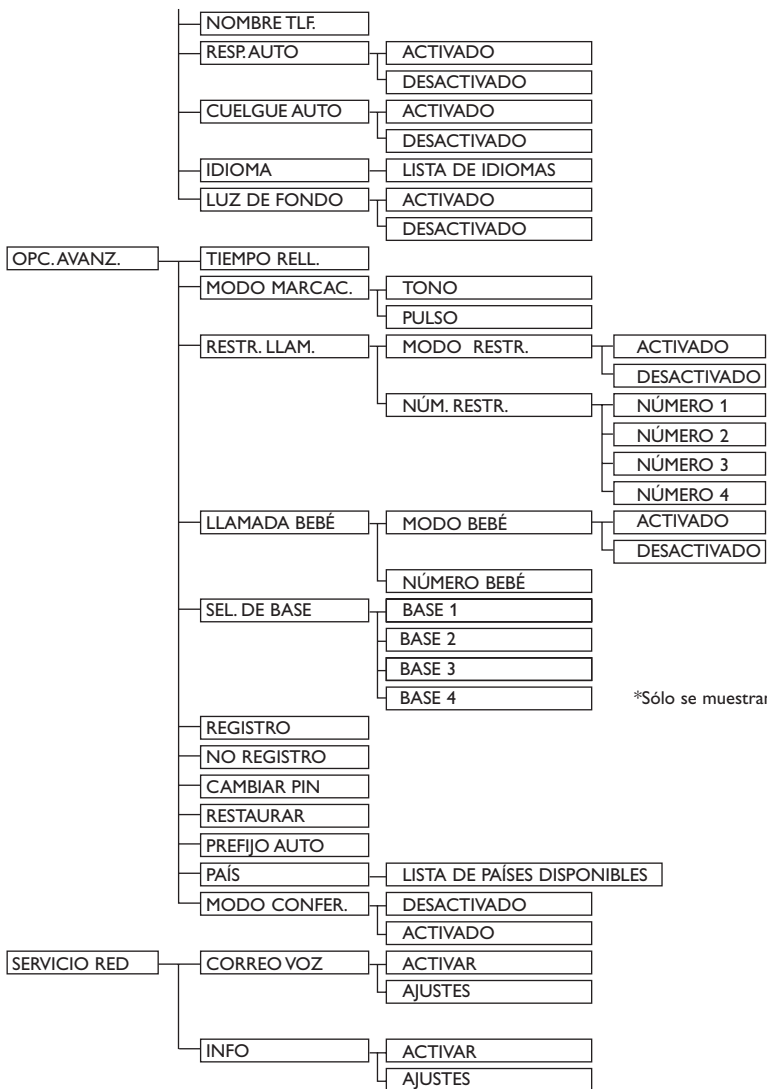 NOMBRE TLF.
RESP. AUTO ACTIVADO
DESACTIVADO
CUELGUE AUTO ACTIVADO
DESACTIVADO
IDIOMA LISTA DE IDIOMAS
LUZ DE FONDO ACTIVADO
DESACTIVADO
OPC. AVANZ. TIEMPO RELL.
MODO MARCAC. TONO
PULSO
RESTR. LLAM. MODO RESTR. ACTIVADO
DESACTIVADO
NÚM. RESTR. NÚMERO 1
NÚMERO 2
NÚMERO 3
NÚMERO 4
LLAMADA BEBÉ MODO BEBÉ ACTIVADO
DESACTIVADO
NÚMERO BEBÉ
SEL. DE BASE BASE 1
BASE 2
BASE 3
BASE 4 *Sólo se muestran
REGISTRO
NO REGISTRO
CAMBIAR PIN
RESTAURAR
PREFIJO AUTO
PAÍS LISTA DE PAÍSES DISPONIBLES
MODO CONFER. DESACTIVADO
ACTIVADO
SERVICIO RED CORREO VOZ ACTIVAR
AJUSTES
INFO ACTIVAR
AJUSTES